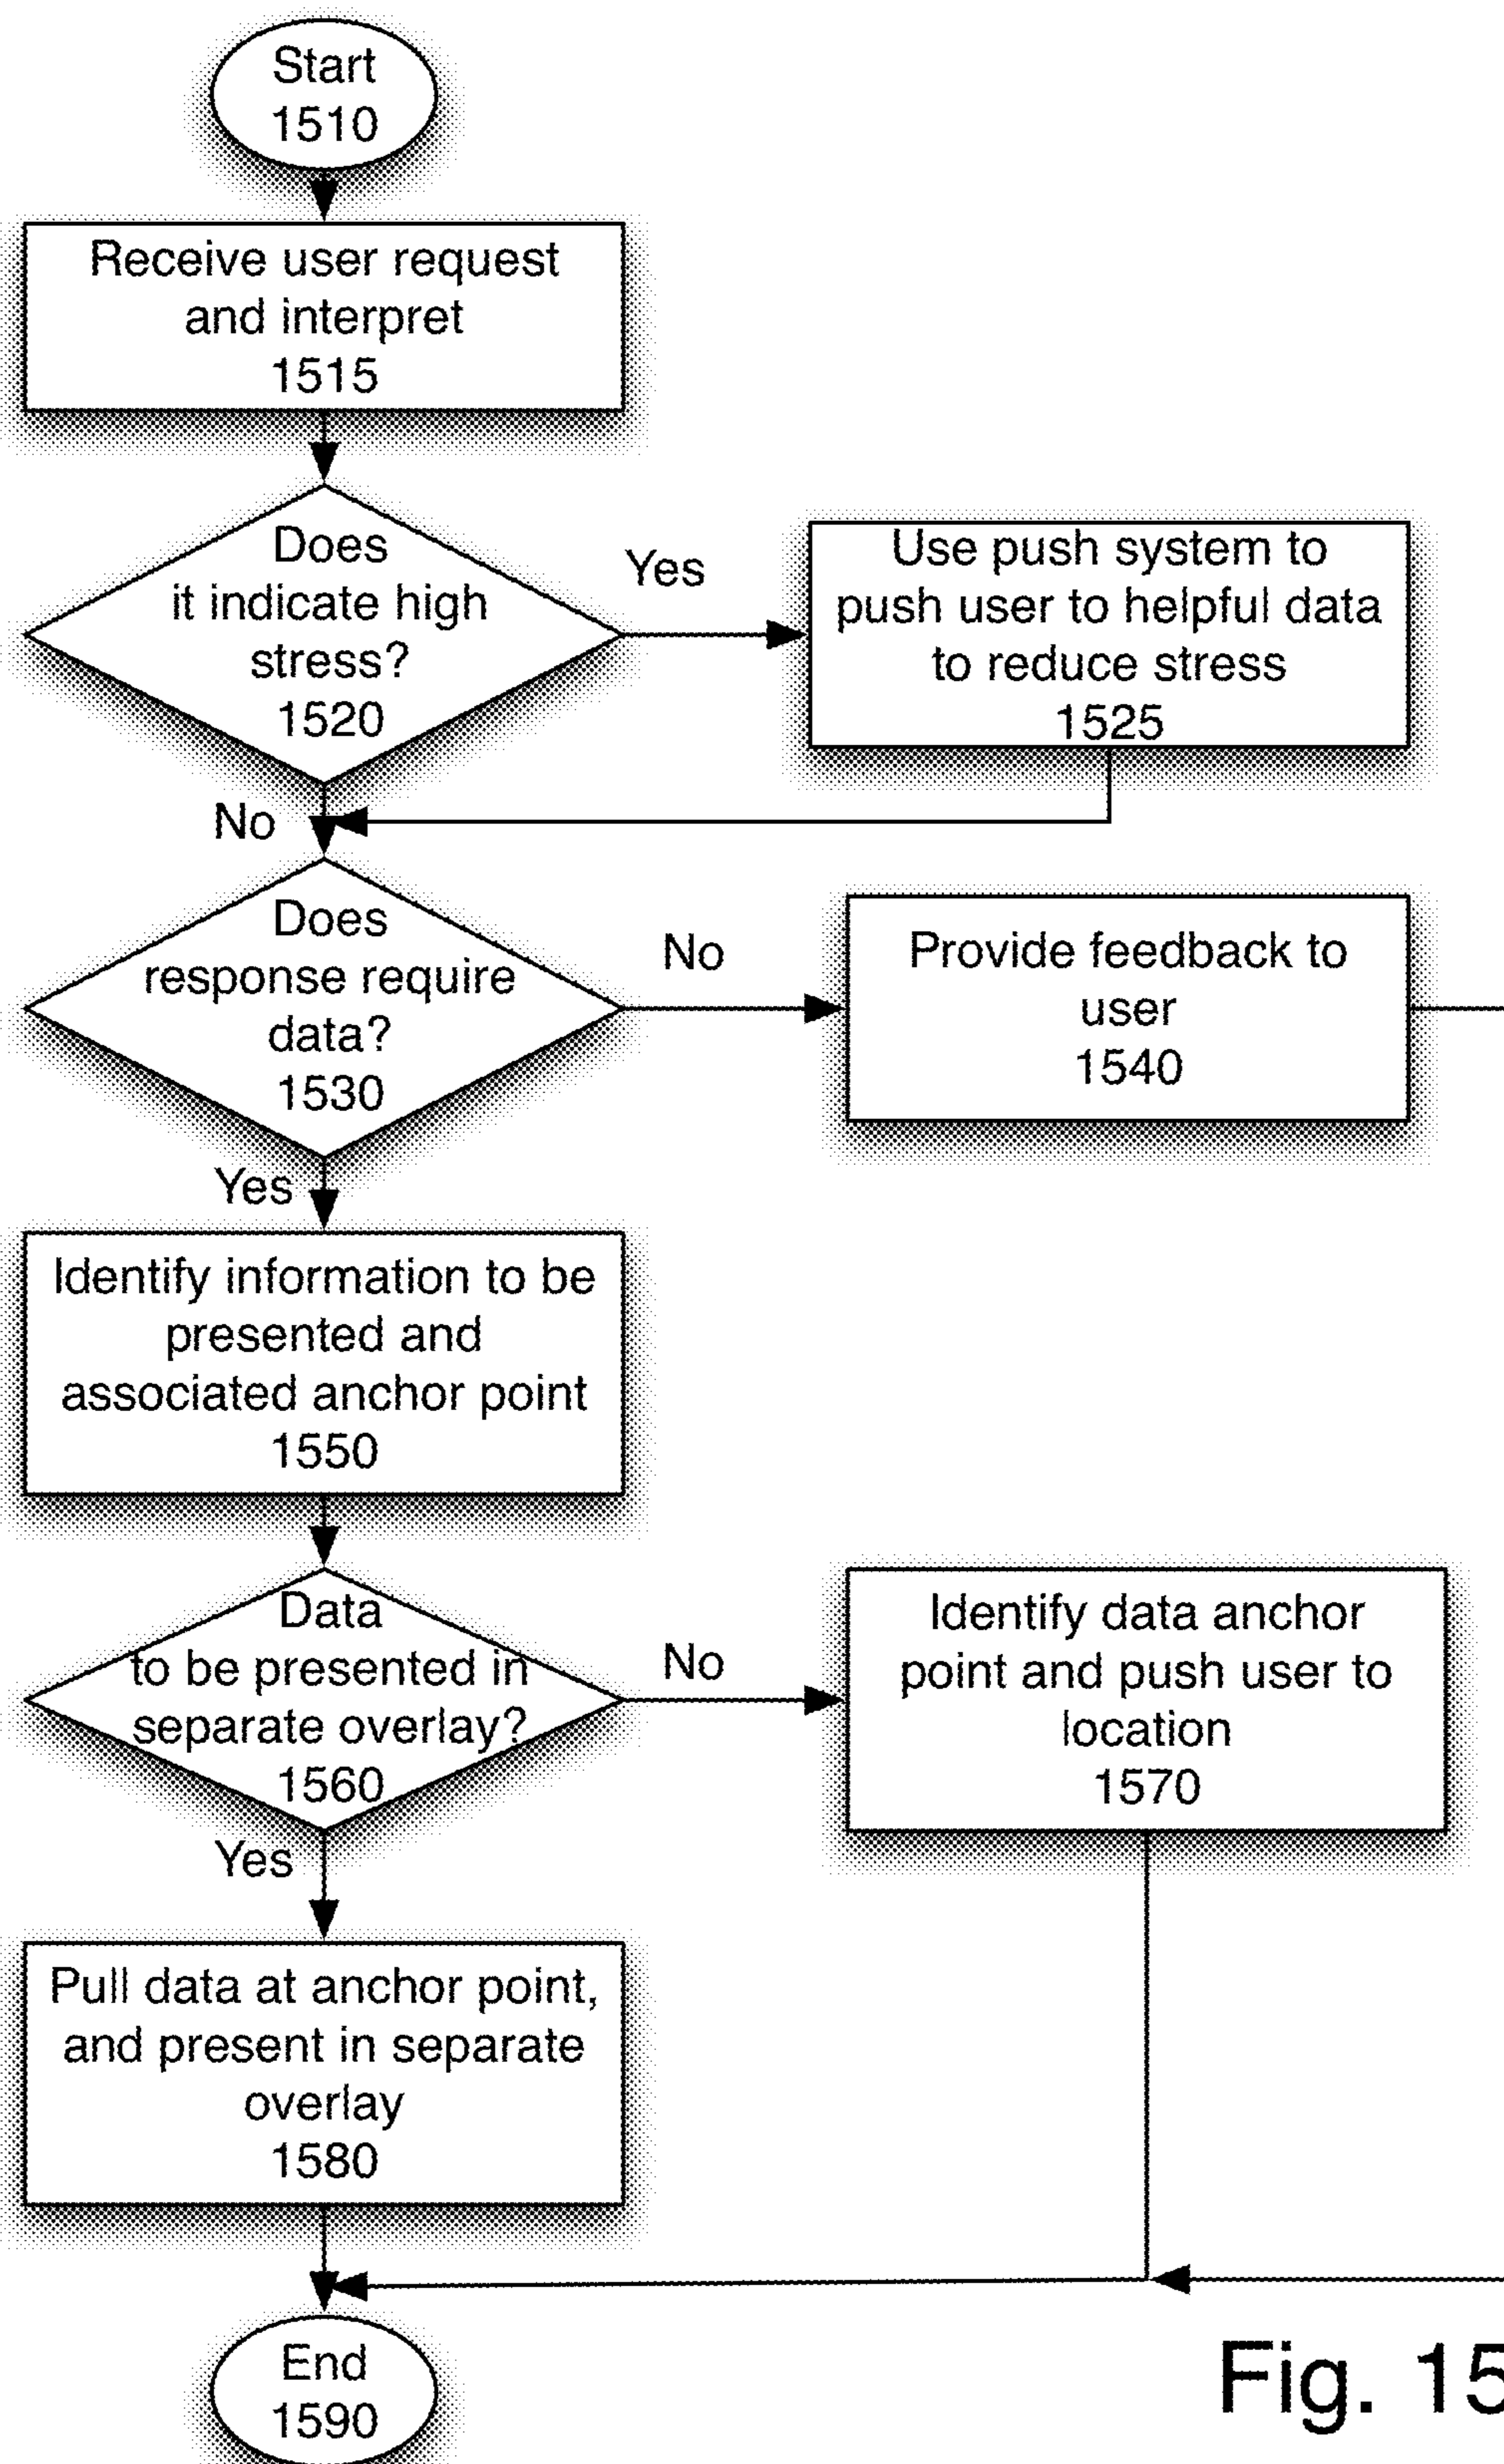 Start
1510
Receive user request
and interpret
1515
Does
it indicate high
stress?
1520
Yes
Use push system to
push user to helpful data
to reduce stress
1525
No
Does
response require
data?
1530
No
Provide feedback to
user
1540
Yes
Identify information to be
presented and
associated anchor point
1550
Data
to be presented in
separate overlay?
1560
No
Identify data anchor
point and push user to
location
1570
Yes
Pull data at anchor point,
and present in separate
overlay
1580
End
1590
Fig. 15